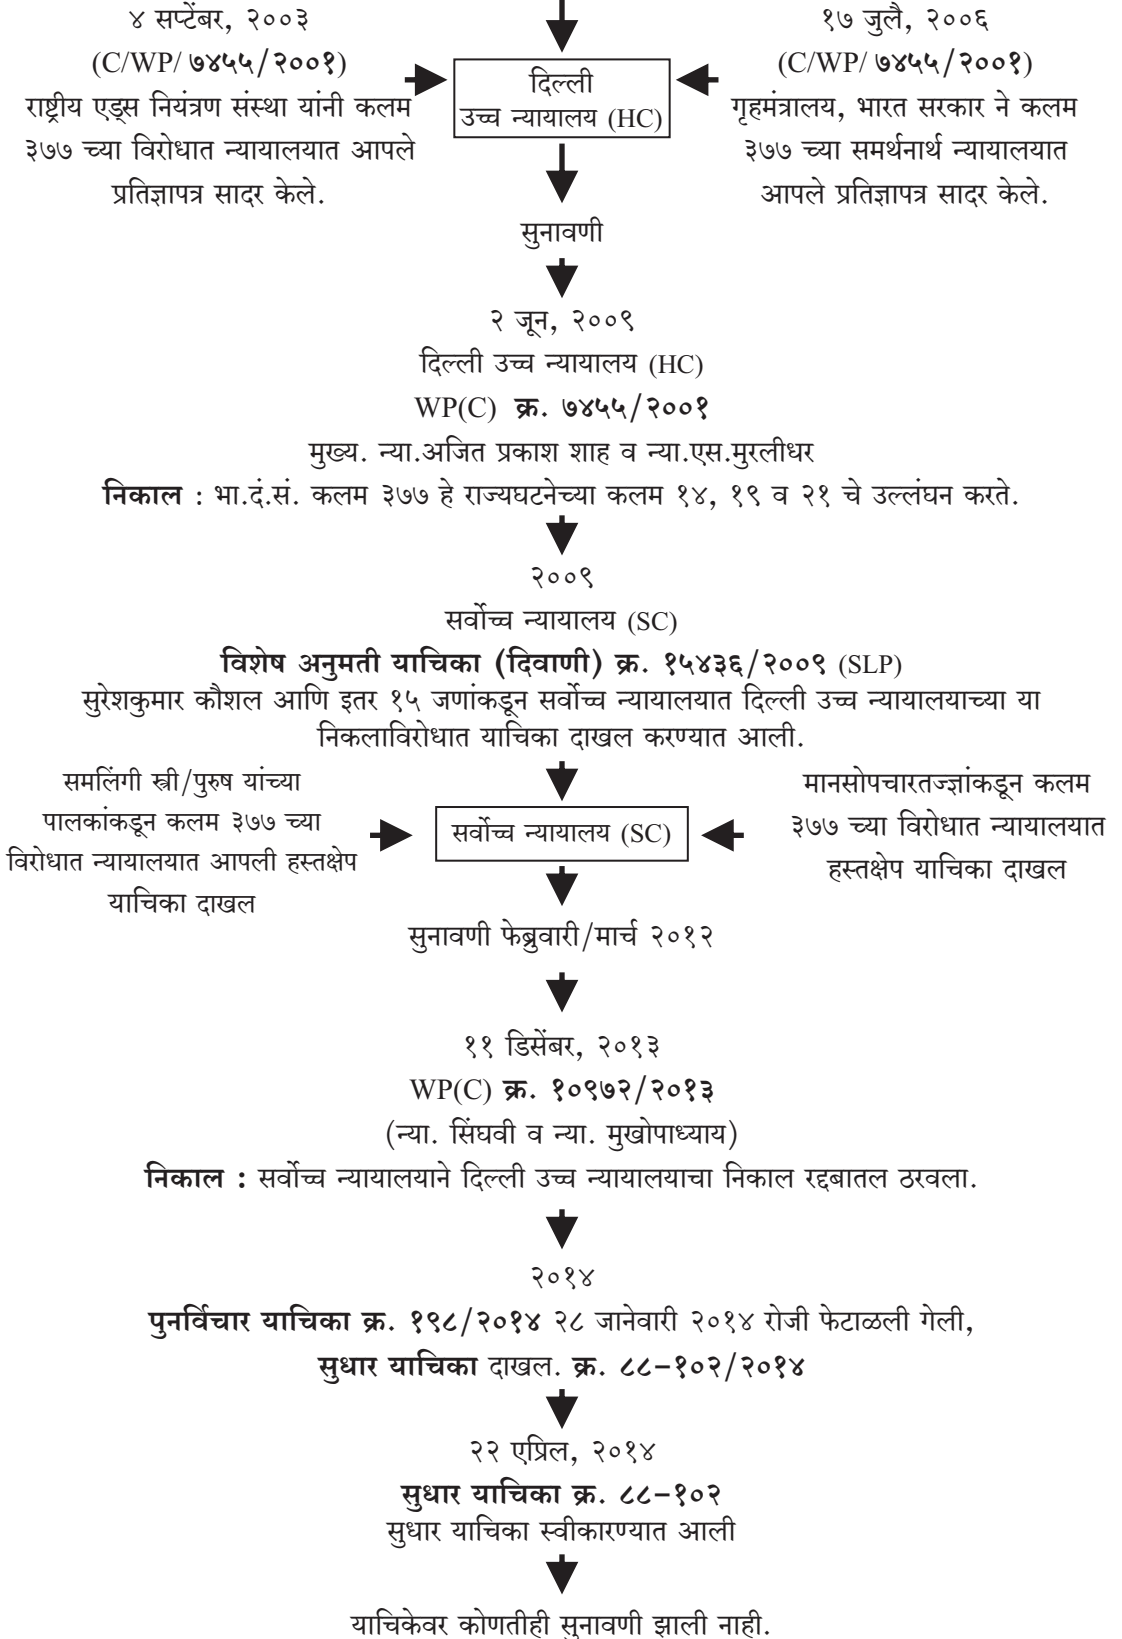 ४ सप्टेंबर, २००३
(C/WP/ ७४५५/२००१)
राष्ट्रीय एड्स नियंत्रण संस्था यांनी कलम
३७७ च्या विरोधात न्यायालयात आपले
प्रतिज्ञापत्र सादर केले.
दिल्ली
उच्च न्यायालय (HC)
१७ जुलै, २००६
(C/WP/ ७४५५/२००१)
गृहमंत्रालय, भारत सरकार ने कलम
३७७ च्या समर्थनार्थ न्यायालयात
आपले प्रतिज्ञापत्र सादर केले.
सुनावणी
२ जून, २००९
दिल्ली उच्च न्यायालय (HC)
WP(C) क्र. ७४५५/२००१
मुख्य. न्या.अजित प्रकाश शाह व न्या.एस.मुरलीधर
निकाल : भा.दं.सं. कलम ३७७ हे राज्यघटनेच्या कलम १४, १९ व २१ चे उल्लंघन करते.
२००९
सर्वोच्च न्यायालय (SC)
विशेष अनुमती याचिका (दिवाणी) क्र. १५४३६/२००९ (SLP)
सुरेशकुमार कौशल आणि इतर १५ जणांकडून सर्वोच्च न्यायालयात दिल्ली उच्च न्यायालयाच्या या
निकलाविरोधात याचिका दाखल करण्यात आली.
समलिंगी स्त्री/पुरुष यांच्या
पालकांकडून कलम ३७७ च्या
विरोधात न्यायालयात आपली हस्तक्षेप
याचिका दाखल
सर्वोच्च न्यायालय (SC)
मानसोपचारतज्ज्ञांकडून कलम
३७७ च्या विरोधात न्यायालयात
हस्तक्षेप याचिका दाखल
सुनावणी फेब्रुवारी/मार्च २०१२
११ डिसेंबर, २०१३
WP(C) क्र. १०९७२/२०१३
(न्या. सिंघवी व न्या. मुखोपाध्याय)
निकाल : सर्वोच्च न्यायालयाने दिल्ली उच्च न्यायालयाचा निकाल रद्दबातल ठरवला.
२०१४
पुनर्विचार याचिका क्र. १९८/२०१४ २८ जानेवारी २०१४ रोजी फेटाळली गेली,
सुधार याचिका दाखल. क्र. ८८-१०२/२०१४
२२ एप्रिल, २०१४
सुधार याचिका क्र. ८८-१०२
सुधार याचिका स्वीकारण्यात आली
याचिकेवर कोणतीही सुनावणी झाली नाही.